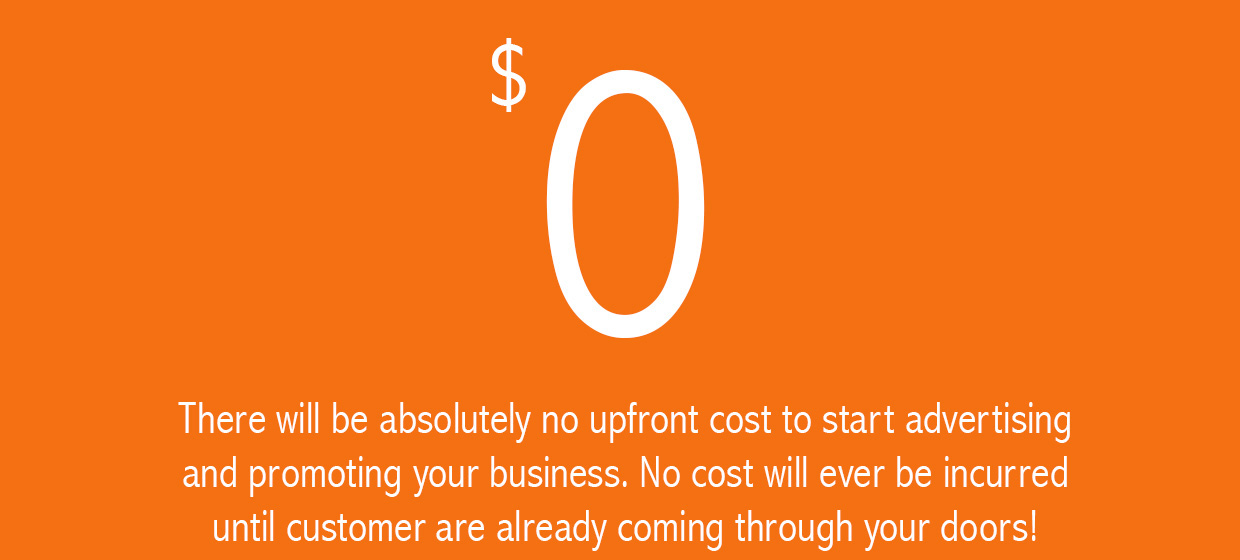 $0
There will be absolutely no upfront cost to start advertising
and promoting your business. No cost will ever be incurred
until customer are already coming through your doors!